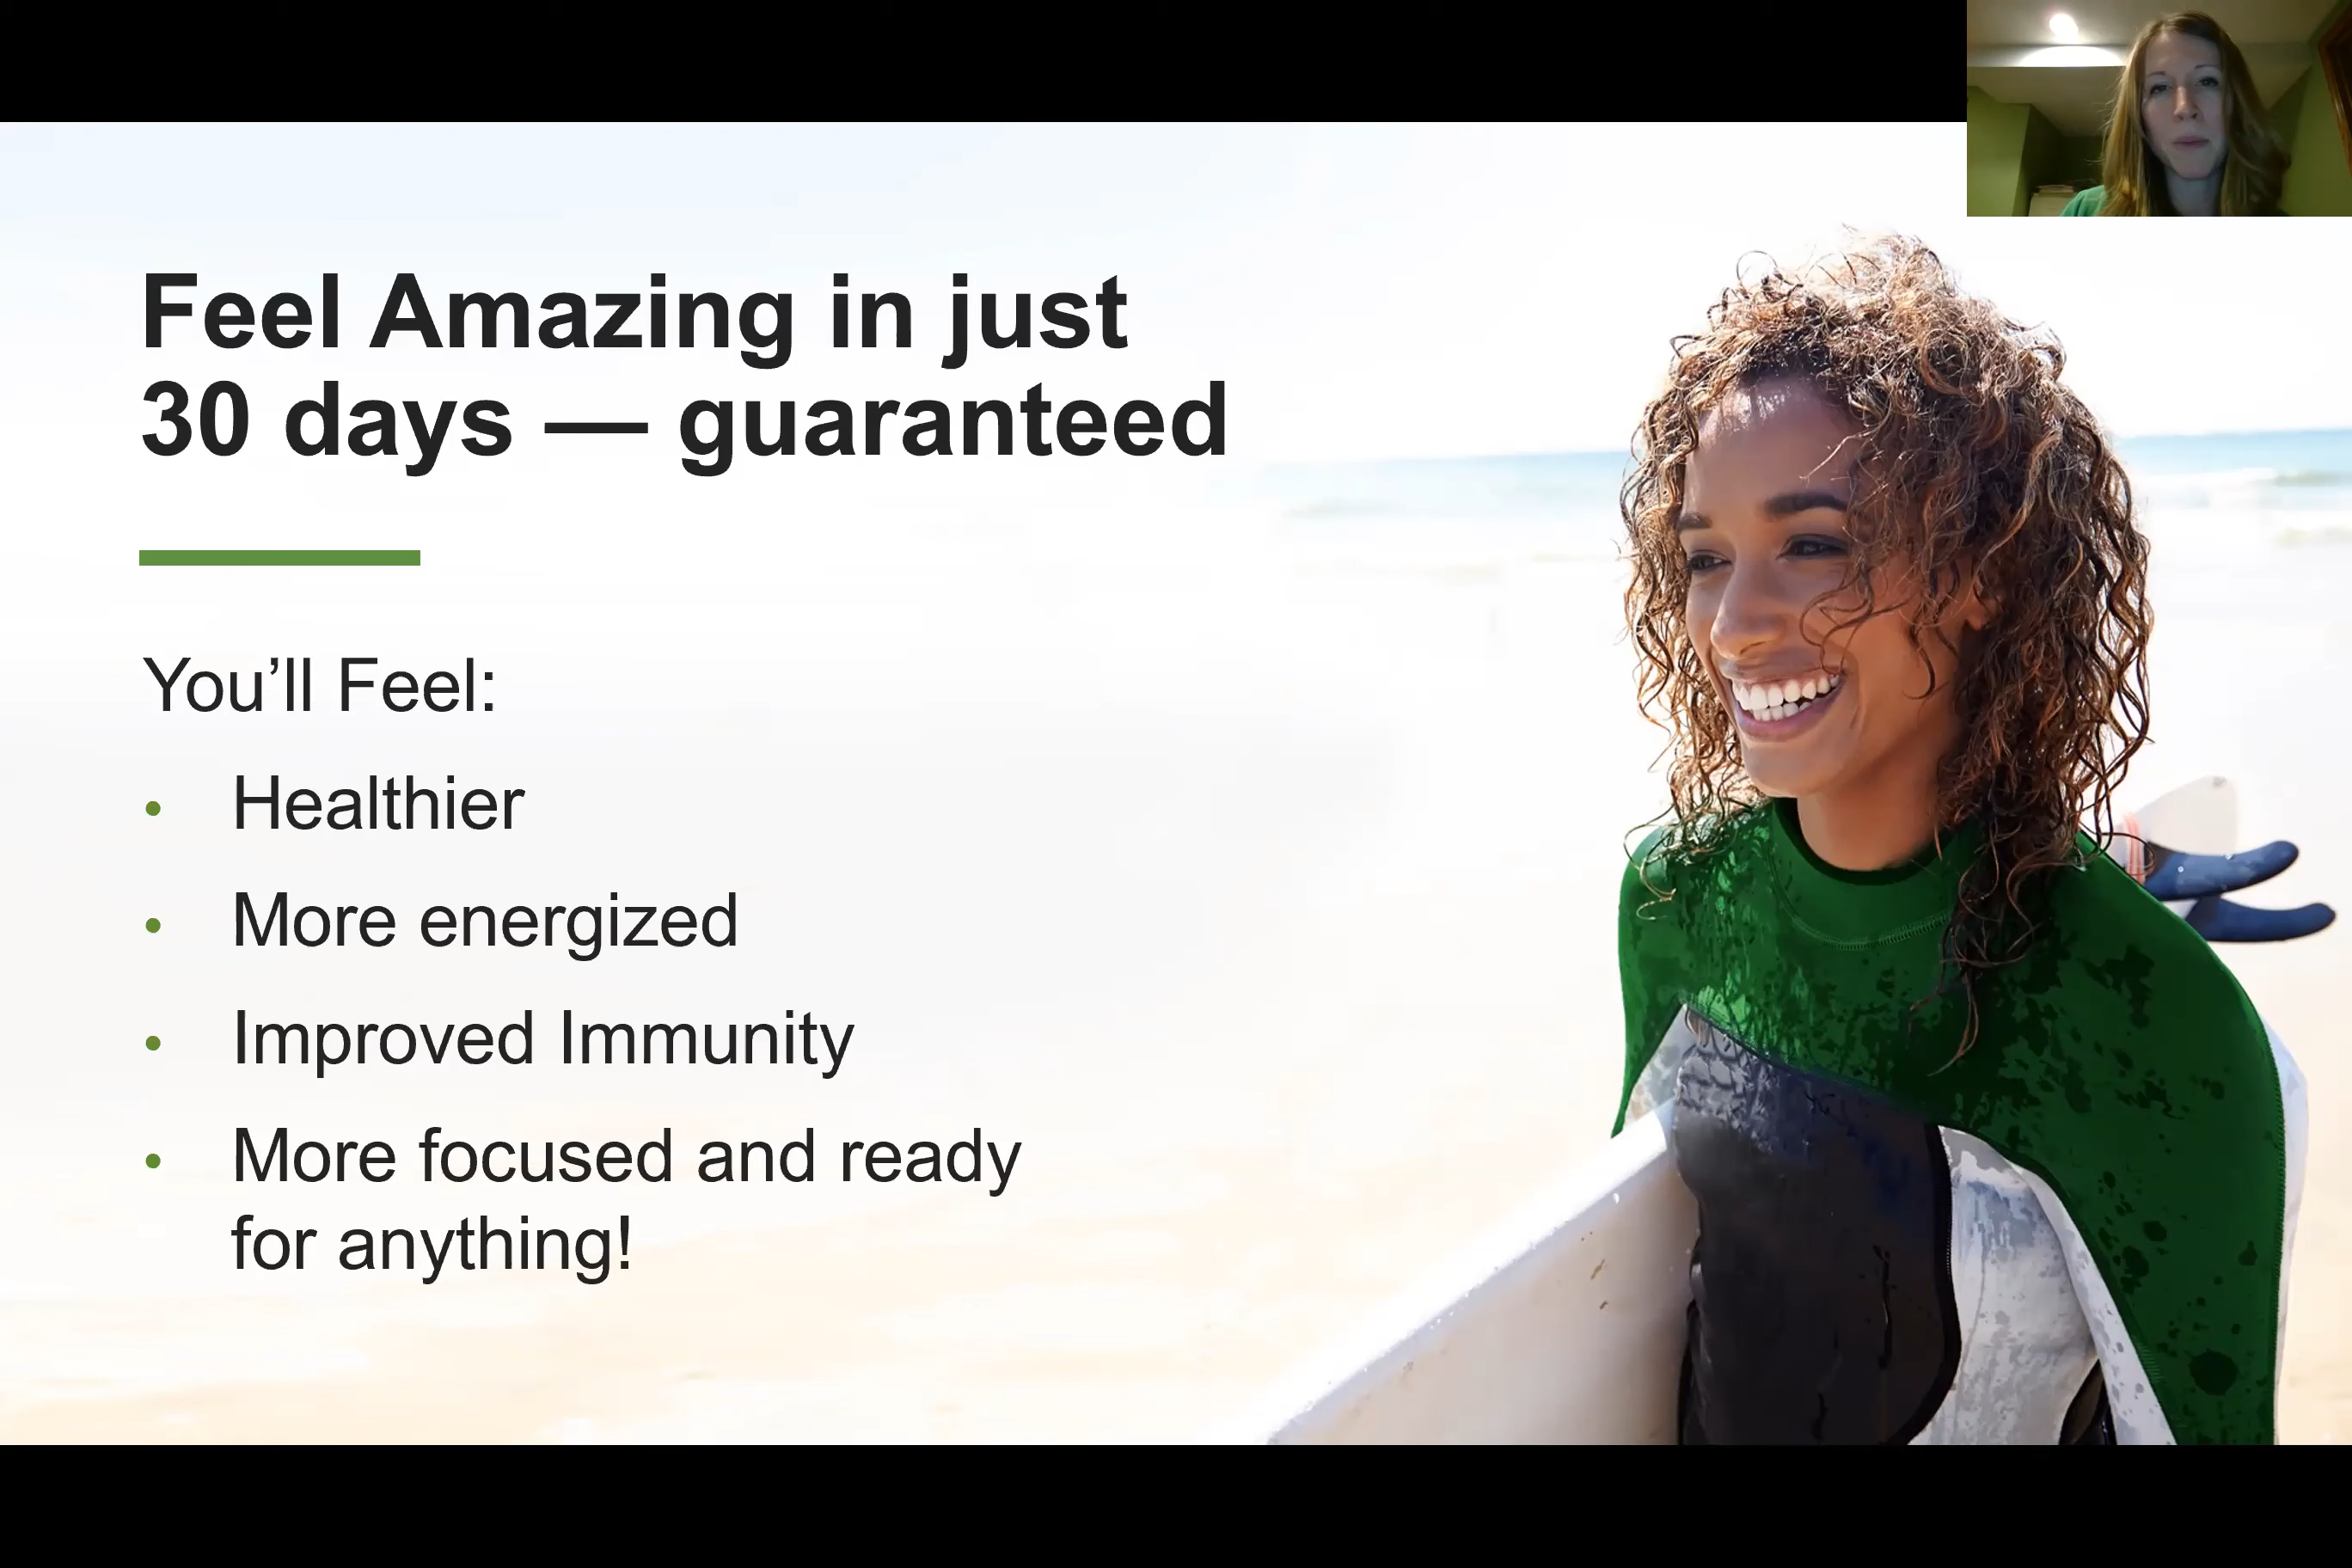 Feel Amazing in just
30 days — guaranteed
You’ll Feel:
• Healthier
• More energized
• Improved Immunity
• More focused and ready
for anything!